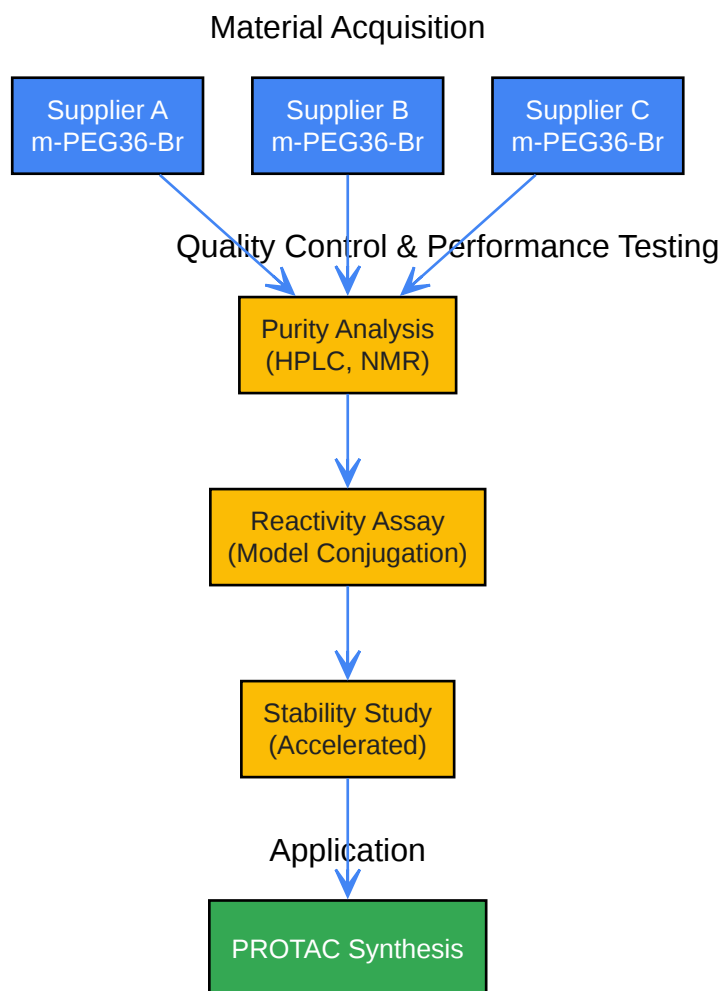 Material Acquisition
Supplier A
m-PEG36-Br
Supplier B
m-PEG36-Br
Supplier C
m-PEG36-Br
Quality Control & Performance Testing
Purity Analysis
(HPLC, NMR)
Reactivity Assay
(Model Conjugation)
Stability Study
(Accelerated)
Application
PROTAC Synthesis